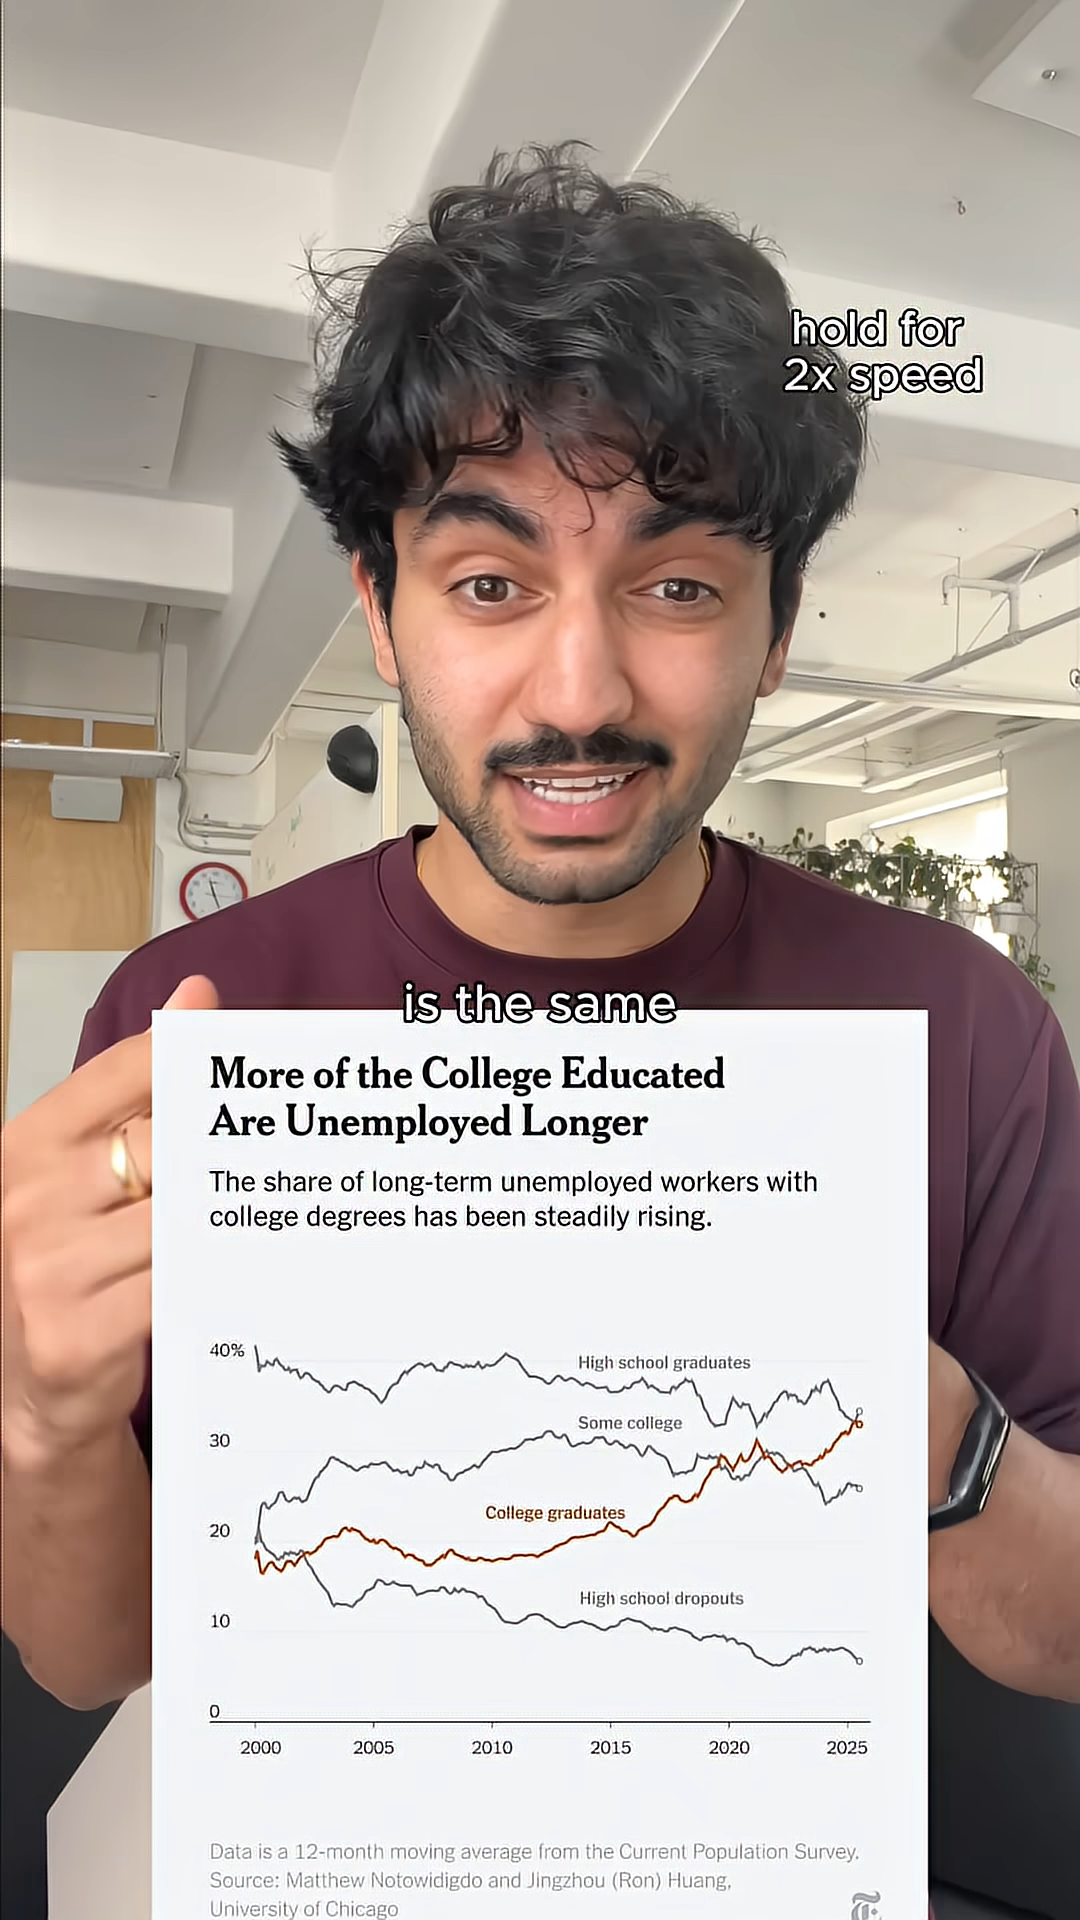 hold for
2x speed
is the same
More of the College Educated
Are Unemployed Longer
The share of long-term unemployed workers with
college degrees has been steadily rising.
40%
High school graduates
30
Some college
College graduates
20
High school dropouts
10
0
2000 2005 2010 2015 2020 2025
Data is a 12-month moving average from the Current Population Survey.
Source: Matthew Notowidigdo and Jingzhou (Ron) Huang,
University of Chicago
T